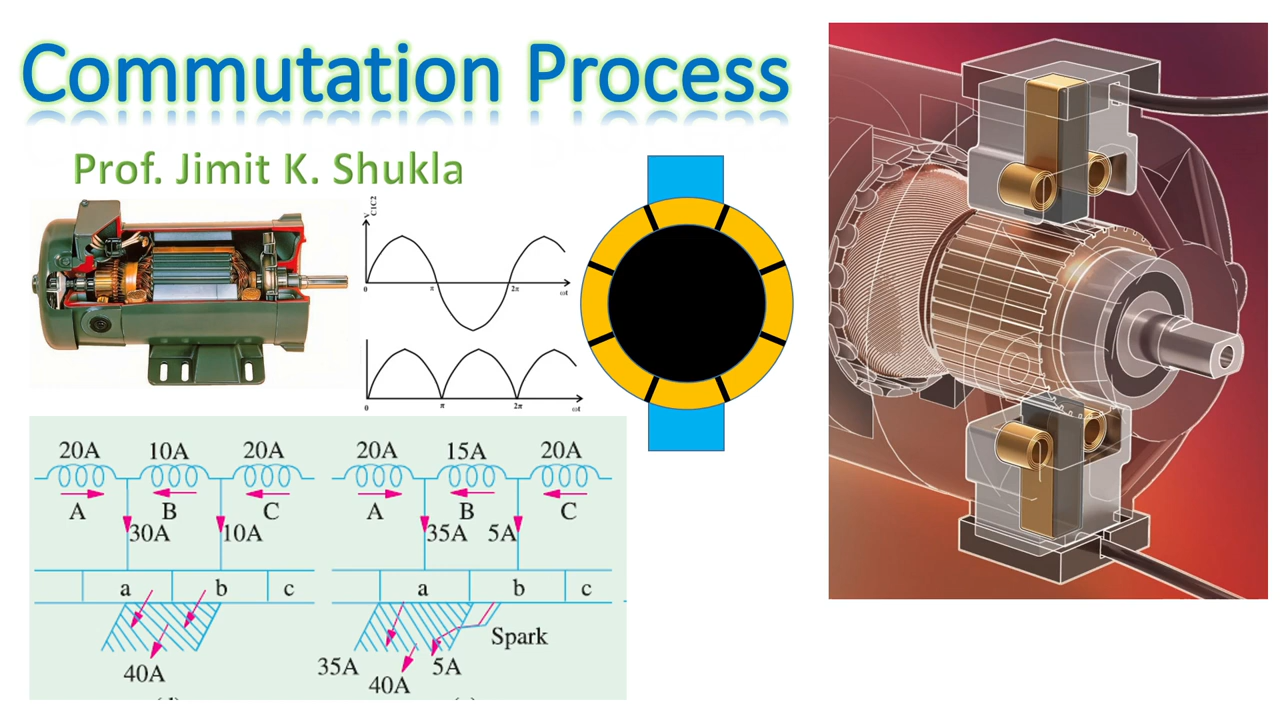 Commutation Process
Prof. Jimit K. Shukla
V C1C2
0 π 2π ωt
0 π 2π ωt
20A 10A 20A
A B C
30A 10A
a b c
40A
20A 15A 20A
A B C
35A 5A
a b c
Spark
35A 5A
40A